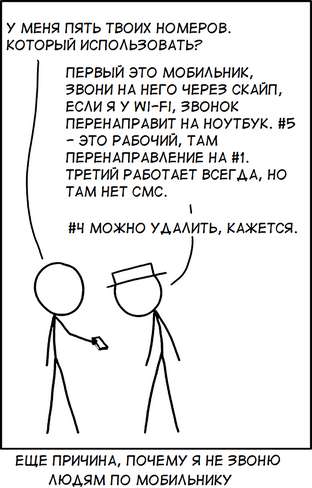 У МЕНЯ ПЯТЬ ТВОИХ НОМЕРОВ.
КОТОРЫЙ ИСПОЛЬЗОВАТЬ?
ПЕРВЫЙ ЭТО МОБИЛЬНИК,
ЗВОНИ НА НЕГО ЧЕРЕЗ СКАЙП,
ЕСЛИ Я У WI-FI, ЗВОНОК
ПЕРЕНАПРАВИТ НА НОУТБУК. #5
– ЭТО РАБОЧИЙ, ТАМ
ПЕРЕНАПРАВЛЕНИЕ НА #1.
ТРЕТИЙ РАБОТАЕТ ВСЕГДА, НО
ТАМ НЕТ СМС.
#4 МОЖНО УДАЛИТЬ, КАЖЕТСЯ.
ЕЩЕ ПРИЧИНА, ПОЧЕМУ Я НЕ ЗВОНЮ
ЛЮДЯМ ПО МОБИЛЬНИКУ